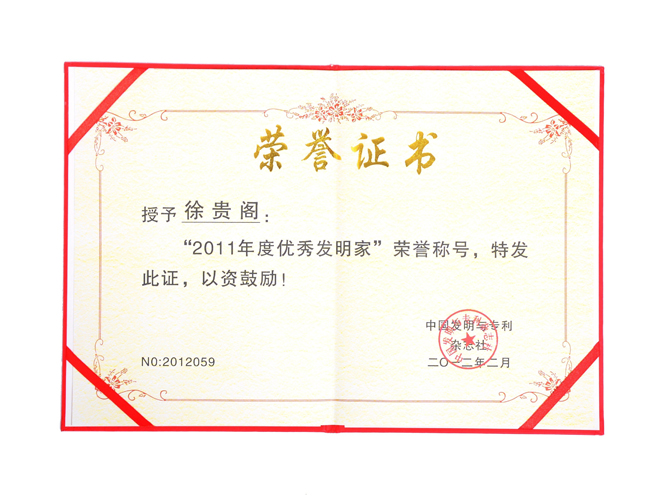 荣誉证书
授予 徐贵阁：
“2011年度优秀发明家”荣誉称号，特发
此证，以资鼓励！
中国发明与专利
杂志社
N0:2012059
二〇一二年二月